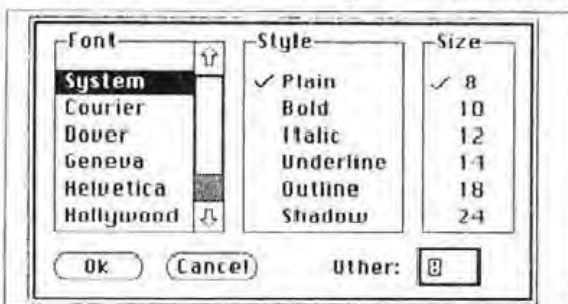 Font
System
Courier
Dover
Geneva
Helvetica
Hollywood
Style
✓ Plain
Bold
Italic
Underline
Outline
Shadow
Size
✓ 8
10
12
14
18
24
Ok
Cancel
Other: